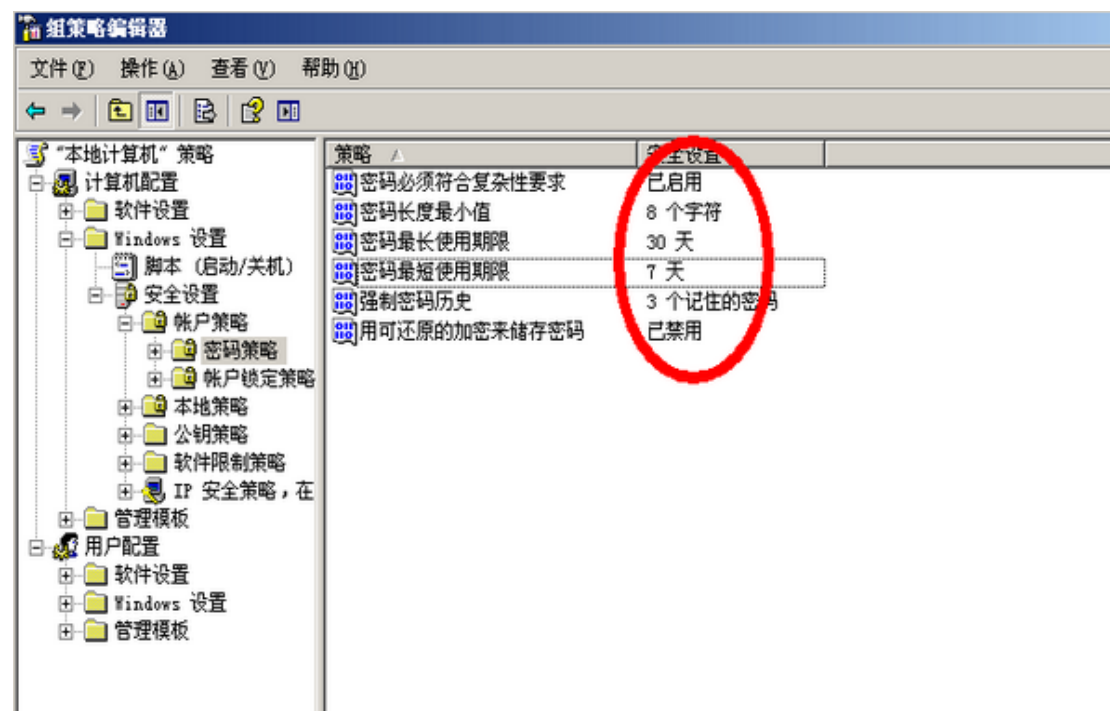 组策略编辑器
文件(F) 操作(A) 查看(V) 帮助(H)
“本地计算机” 策略
计算机配置
软件设置
Windows 设置
脚本 (启动/关机)
安全设置
帐户策略
密码策略
帐户锁定策略
本地策略
公钥策略
软件限制策略
IP 安全策略，在
管理模板
用户配置
软件设置
Windows 设置
管理模板
策略 安全设置
密码必须符合复杂性要求 已启用
密码长度最小值 8 个字符
密码最长使用期限 30 天
密码最短使用期限 7 天
强制密码历史 3 个记住的密码
用可还原的加密来储存密码 已禁用